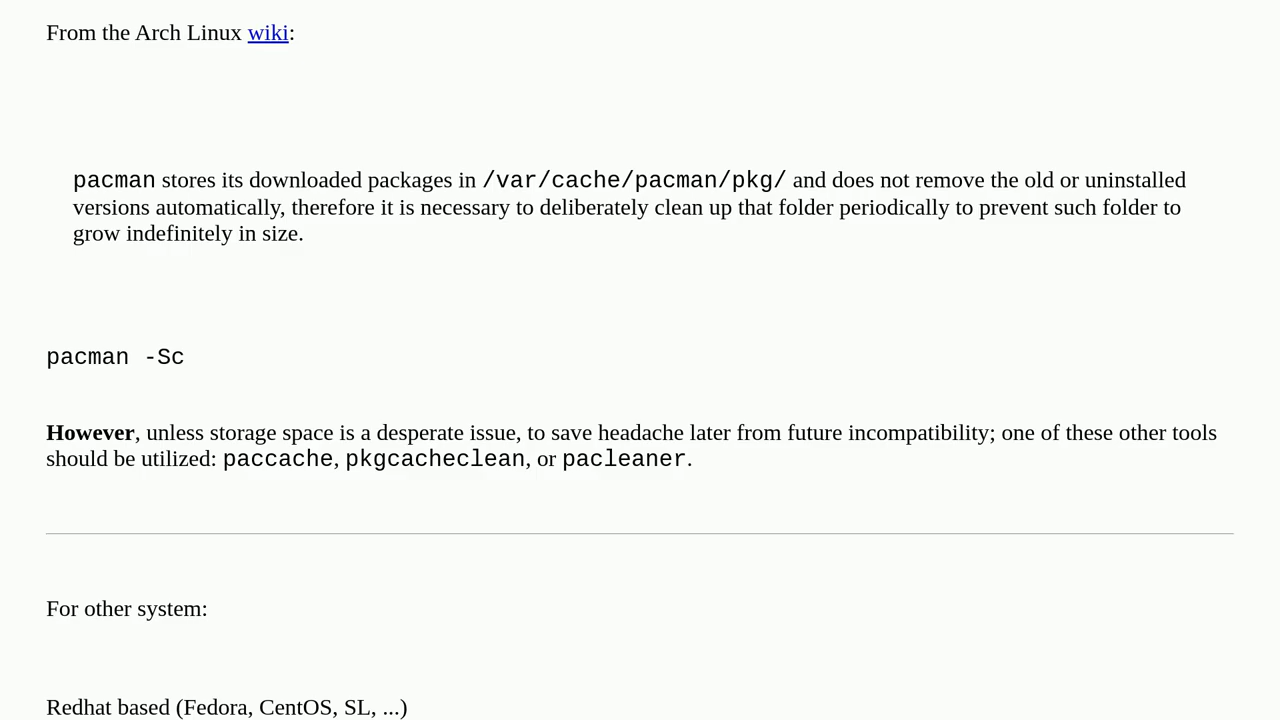 From the Arch Linux wiki:
pacman stores its downloaded packages in /var/cache/pacman/pkg/ and does not remove the old or uninstalled
versions automatically, therefore it is necessary to deliberately clean up that folder periodically to prevent such folder to
grow indefinitely in size.
pacman -Sc
However, unless storage space is a desperate issue, to save headache later from future incompatibility; one of these other tools
should be utilized: paccache, pkgcacheclean, or pacleaner.
For other system:
Redhat based (Fedora, CentOS, SL, ...)